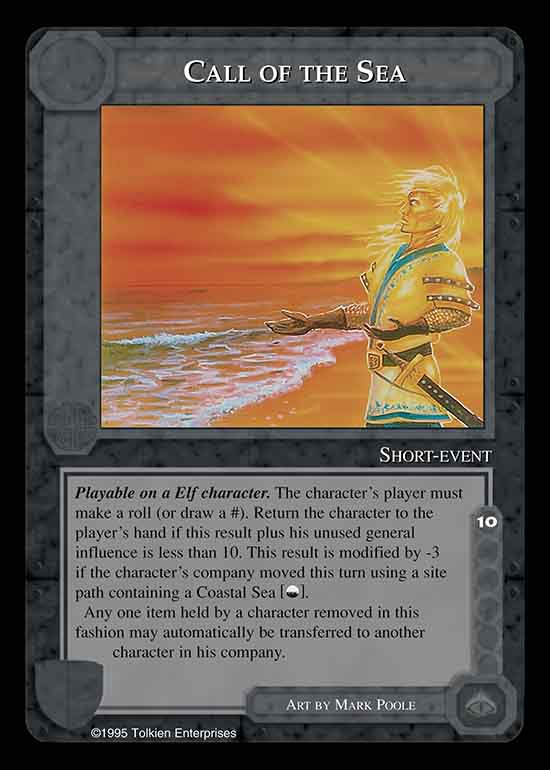 CALL OF THE SEA
SHORT-EVENT
Playable on a Elf character. The character's player must
make a roll (or draw a #). Return the character to the
player's hand if this result plus his unused general
influence is less than 10. This result is modified by -3
if the character's company moved this turn using a site
path containing a Coastal Sea [].
Any one item held by a character removed in this
fashion may automatically be transferred to another
character in his company.
10
ART BY MARK POOLE
©1995 Tolkien Enterprises